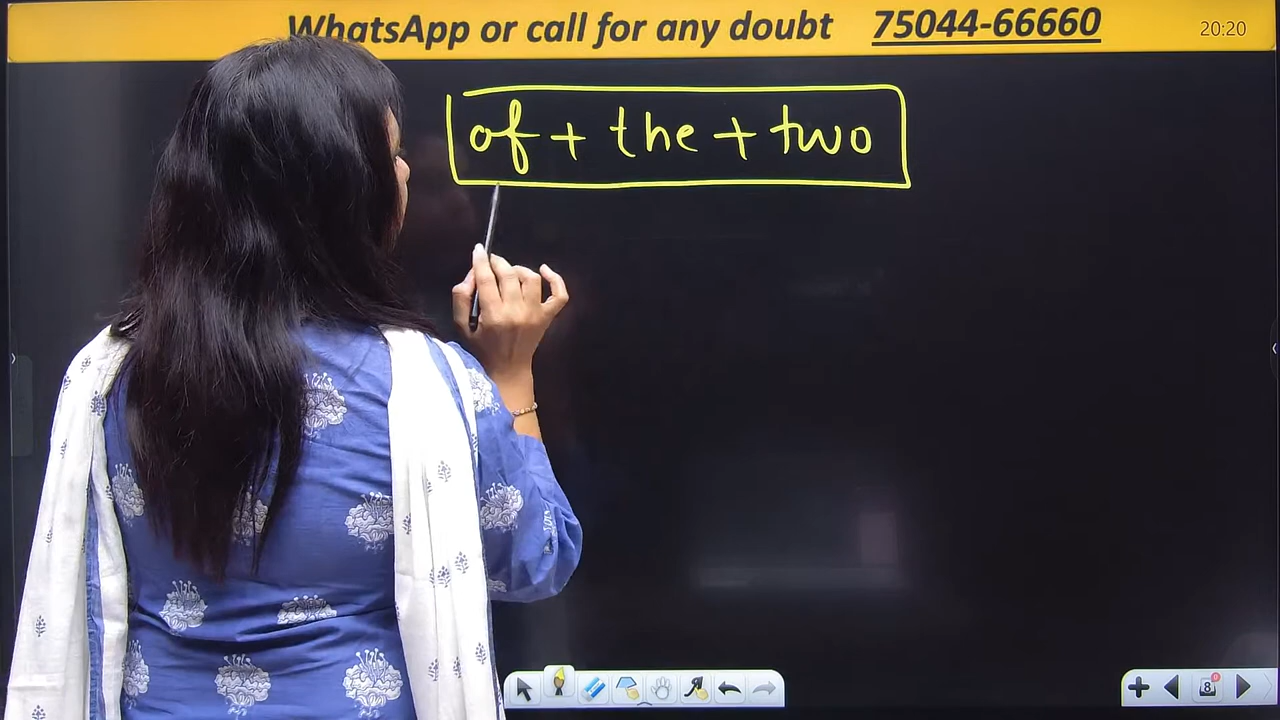 WhatsApp or call for any doubt 75044-66660
20:20
of + the + two
8